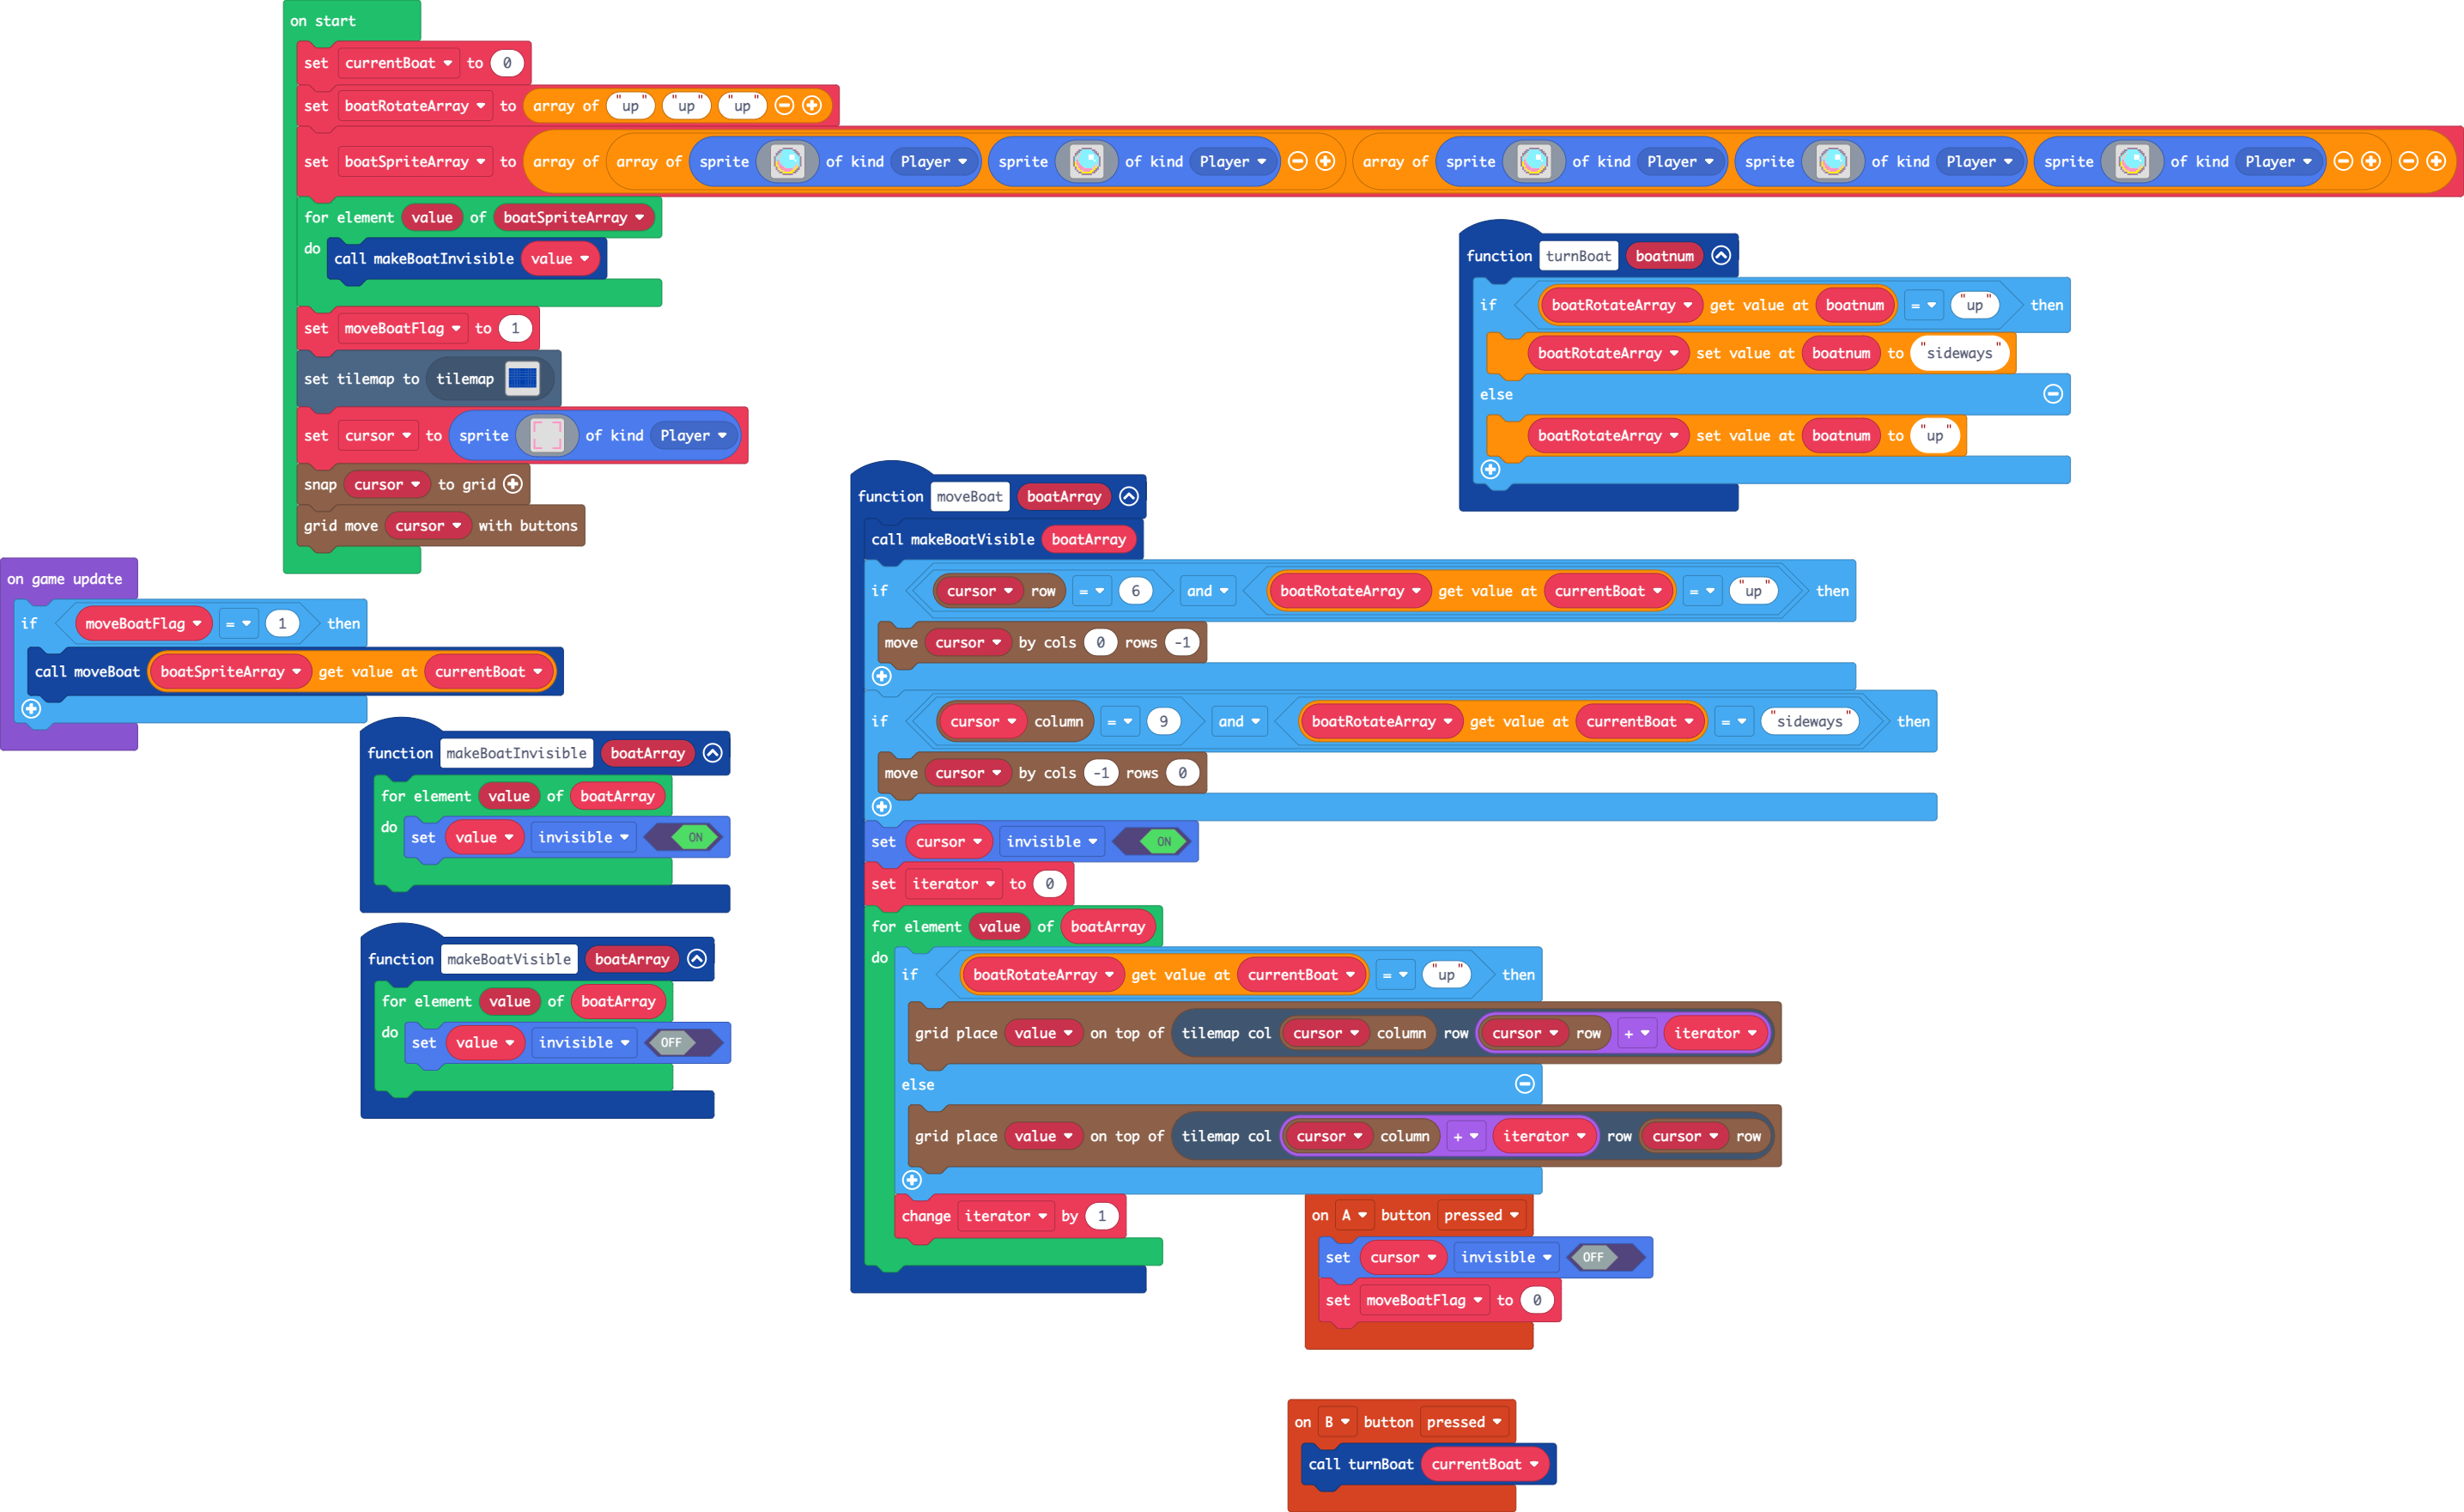 on start
set currentBoat to 0
set boatRotateArray to array of "up" "up" "up"
set boatSpriteArray to array of array of sprite of kind Player sprite of kind Player array of sprite of kind Player sprite of kind Player sprite of kind Player
for element value of boatSpriteArray
do call makeBoatInvisible value
set moveBoatFlag to 1
set tilemap to tilemap
set cursor to sprite of kind Player
snap cursor to grid
grid move cursor with buttons
on game update
if moveBoatFlag = 1 then
call moveBoat boatSpriteArray get value at currentBoat
function makeBoatInvisible boatArray
for element value of boatArray
do set value invisible ON
function makeBoatVisible boatArray
for element value of boatArray
do set value invisible OFF
function moveBoat boatArray
call makeBoatVisible boatArray
if cursor row = 6 and boatRotateArray get value at currentBoat = "up" then
move cursor by cols 0 rows -1
if cursor column = 9 and boatRotateArray get value at currentBoat = "sideways" then
move cursor by cols -1 rows 0
set cursor invisible ON
set iterator to 0
for element value of boatArray
do if boatRotateArray get value at currentBoat = "up" then
grid place value on top of tilemap col cursor column row cursor row + iterator
else
grid place value on top of tilemap col cursor column + iterator row cursor row
change iterator by 1
function turnBoat boatnum
if boatRotateArray get value at boatnum = "up" then
boatRotateArray set value at boatnum to "sideways"
else
boatRotateArray set value at boatnum to "up"
on A button pressed
set cursor invisible OFF
set moveBoatFlag to 0
on B button pressed
call turnBoat currentBoat